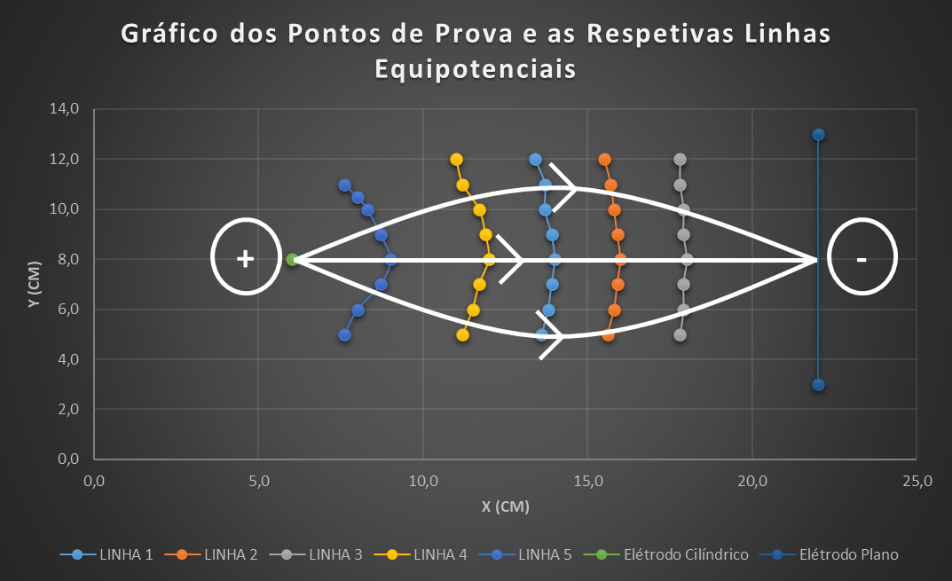 Gráfico dos Pontos de Prova e as Respetivas Linhas
Equipotenciais
14,0
12,0
10,0
8,0
6,0
4,0
2,0
0,0
Y (CM)
+
-
0,0 5,0 10,0 15,0 20,0 25,0
X (CM)
LINHA 1 LINHA 2 LINHA 3 LINHA 4 LINHA 5 Elétrodo Cilíndrico Elétrodo Plano